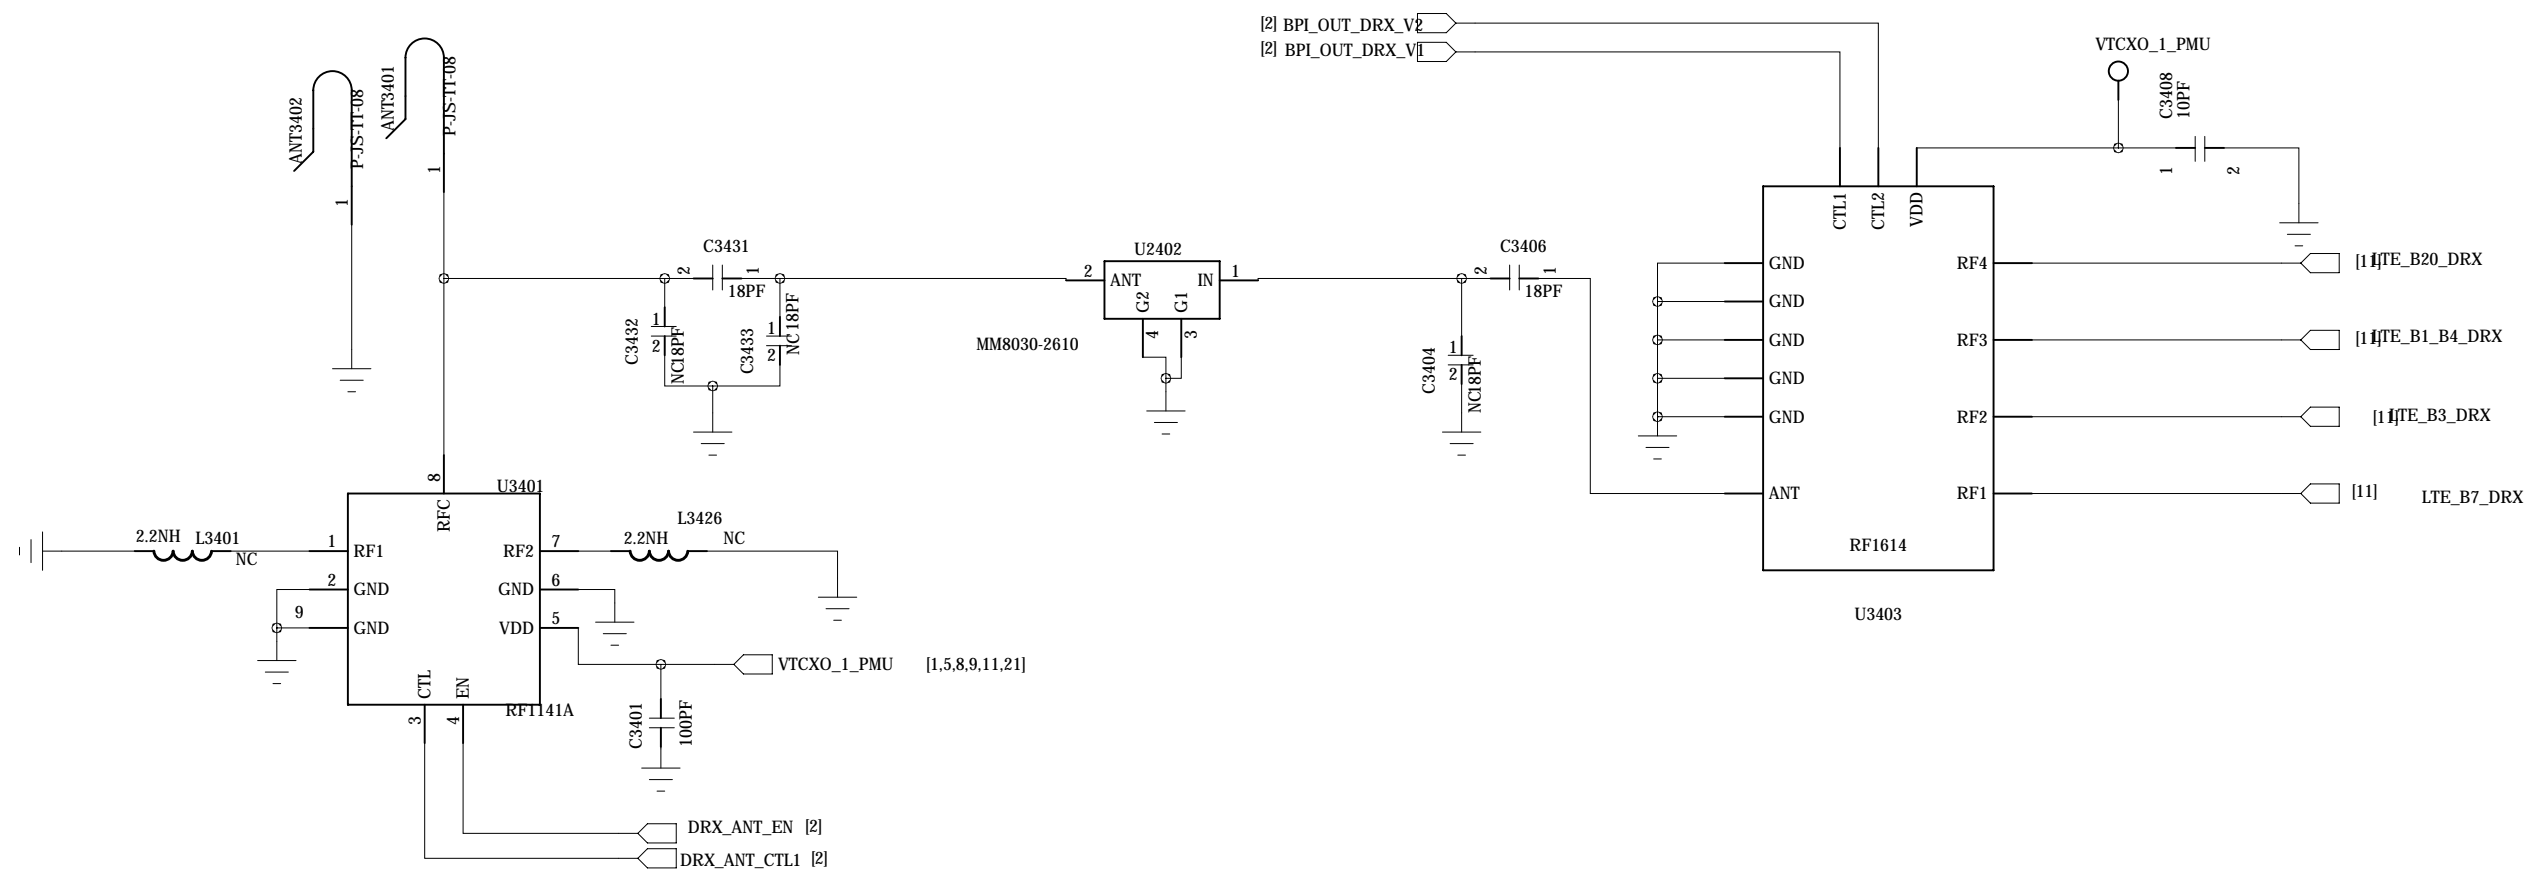 [2] BPI_OUT_DRX_V2
[2] BPI_OUT_DRX_V1
VTCXO_1_PMU
C3408
10PF
1
2
ANT3402
P-JS-TT-08
1
ANT3401
P-JS-TT-08
1
CTL1
CTL2
VDD
C3431
2
1
18PF
C3432
1
2
NC18PF
C3433
1
2
NC18PF
U2402
2
ANT
IN
1
G2
G1
4
3
MM8030-2610
C3406
2
1
18PF
C3404
1
2
NC18PF
GND
GND
GND
GND
GND
ANT
RF4
RF3
RF2
RF1
RF1614
U3403
[11]
LTE_B20_DRX
[11]
LTE_B1_B4_DRX
[11]
LTE_B3_DRX
[11]
LTE_B7_DRX
8
U3401
RFC
2.2NH
L3401
NC
1
RF1
2
GND
9
GND
RF2
7
GND
6
VDD
5
L3426
2.2NH
NC
CTL
EN
3
4
RF1141A
VTCXO_1_PMU [1,5,8,9,11,21]
C3401
100PF
DRX_ANT_EN [2]
DRX_ANT_CTL1 [2]